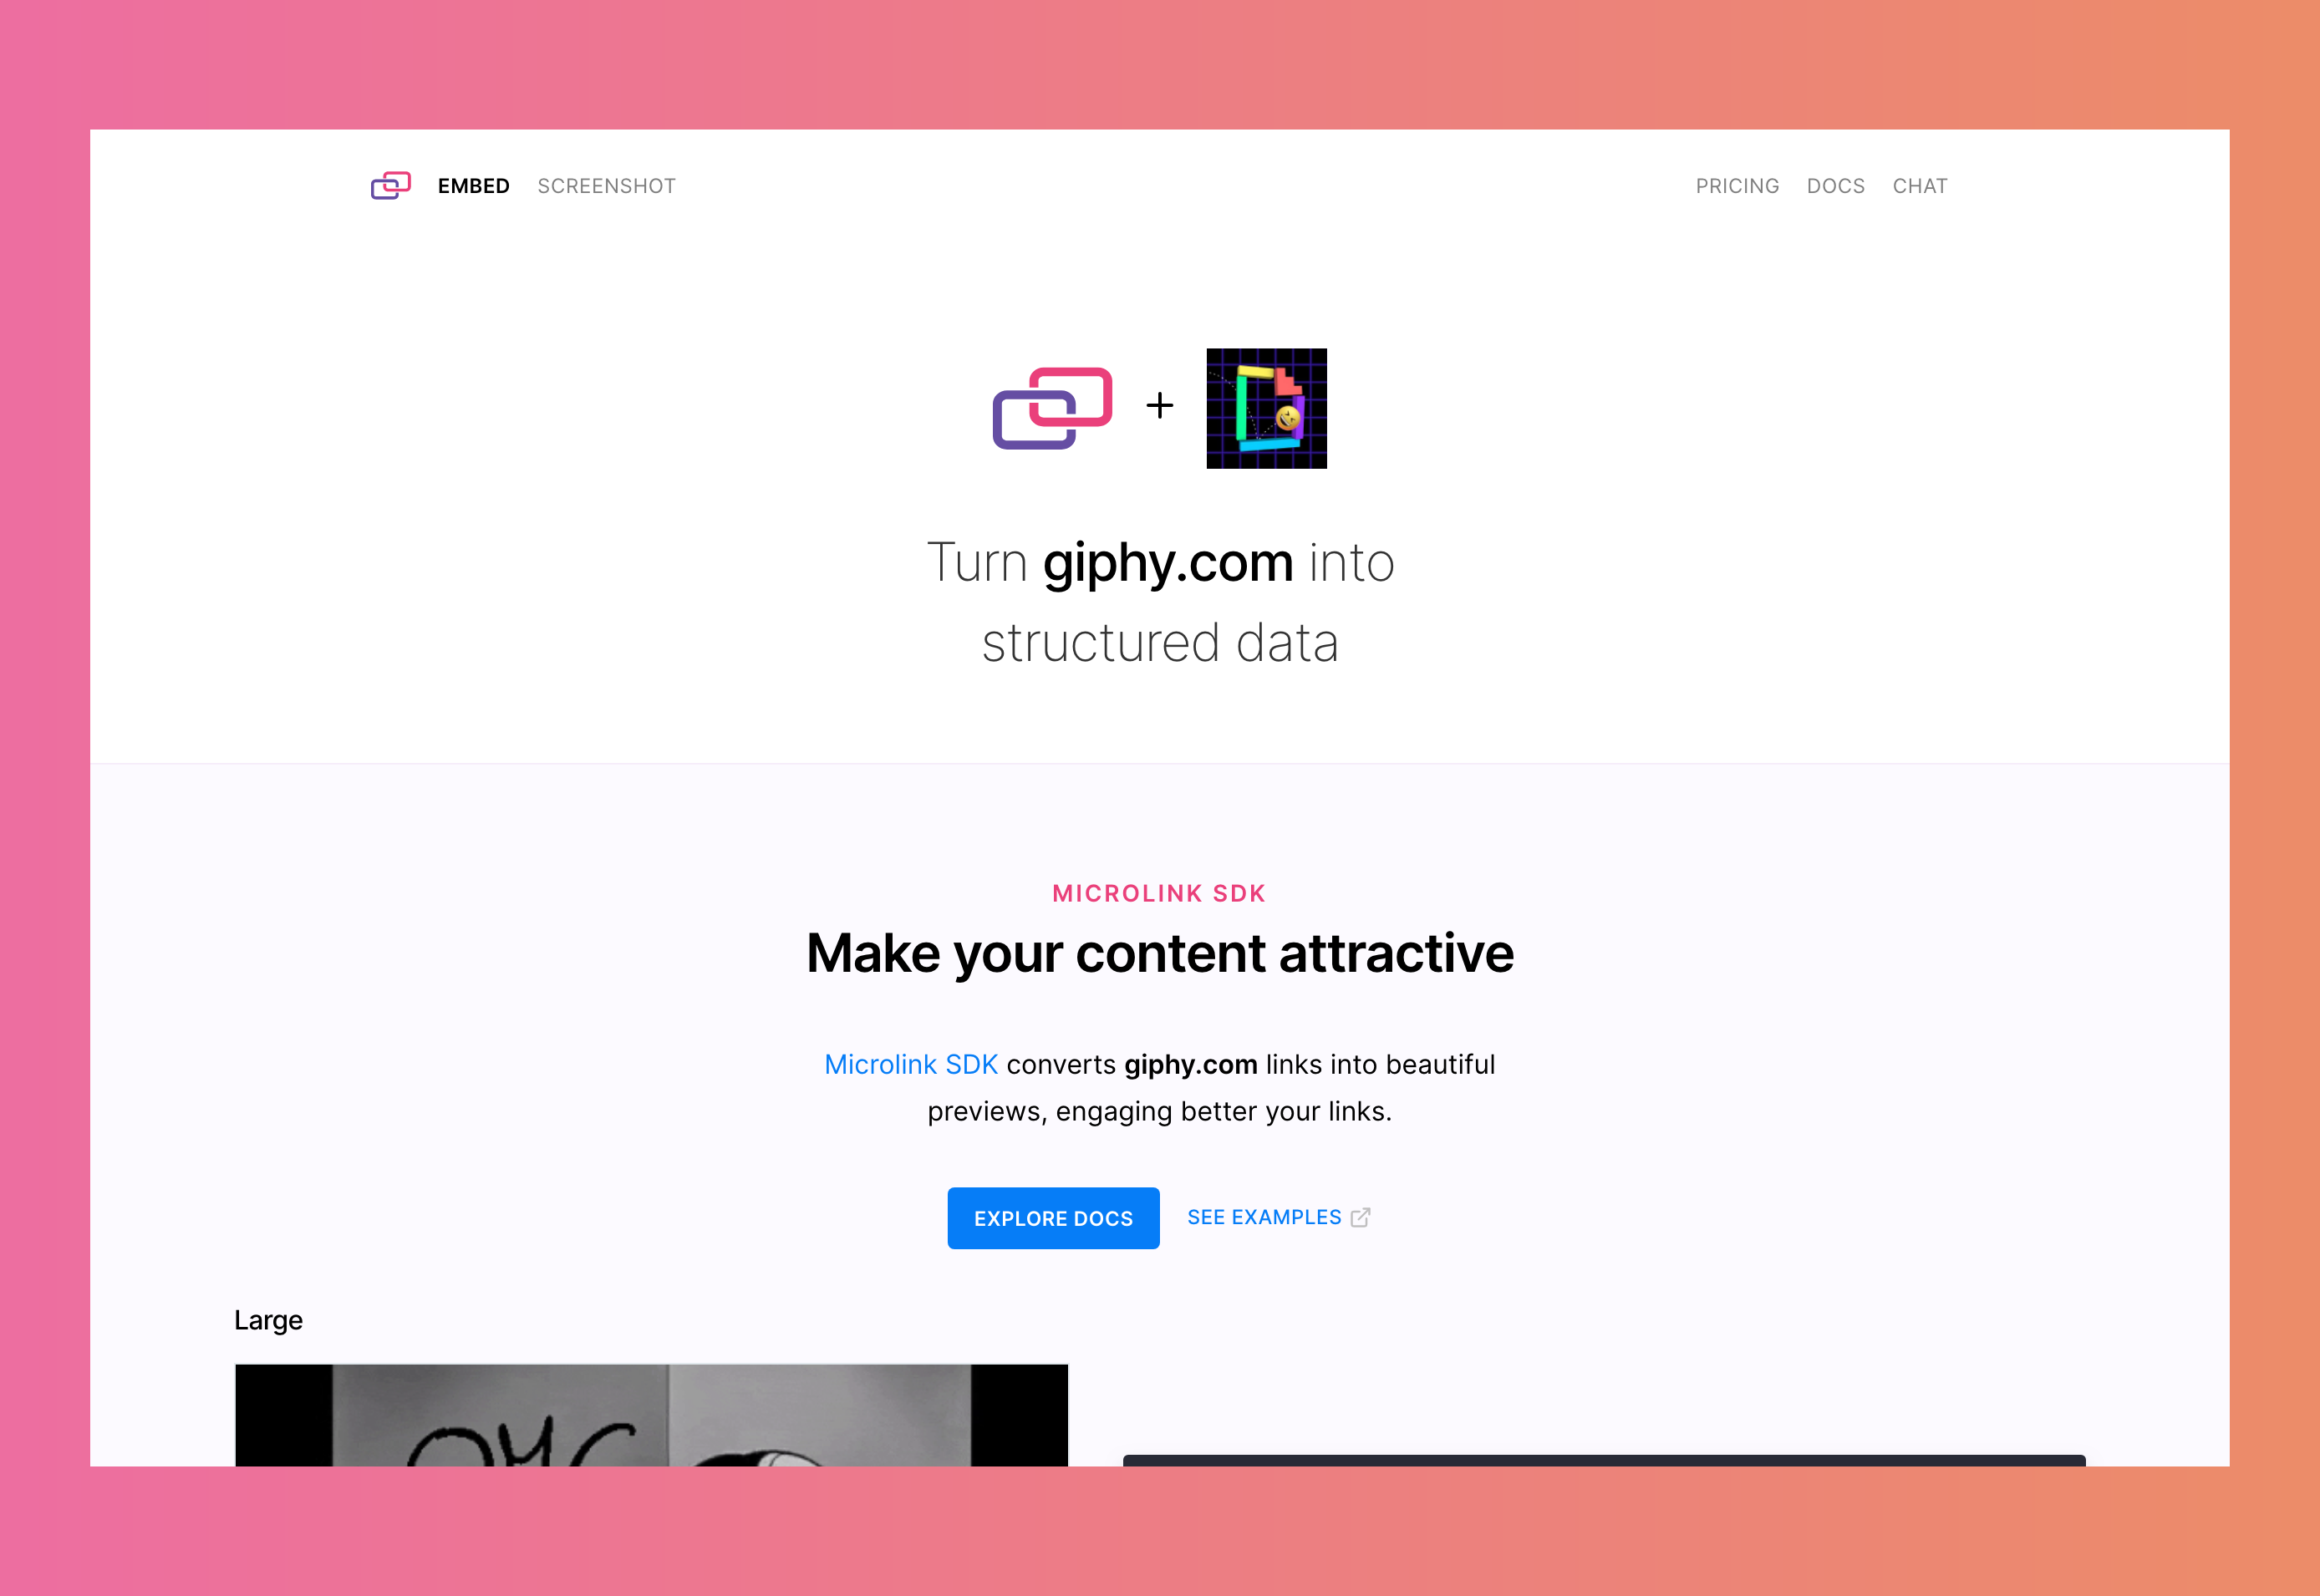 EMBED SCREENSHOT PRICING DOCS CHAT
Turn giphy.com into
structured data
MICROLINK SDK
Make your content attractive
Microlink SDK converts giphy.com links into beautiful
previews, engaging better your links.
EXPLORE DOCS SEE EXAMPLES
Large
OMG